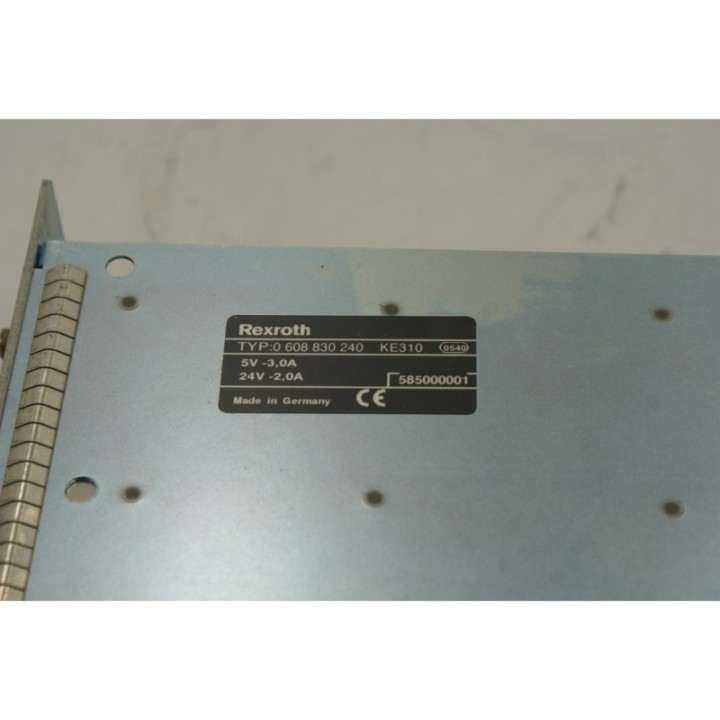 Rexroth
TYP:0 608 830 240 KE310 0540
5V -3,0A
24V -2,0A
585000001
Made in Germany CE